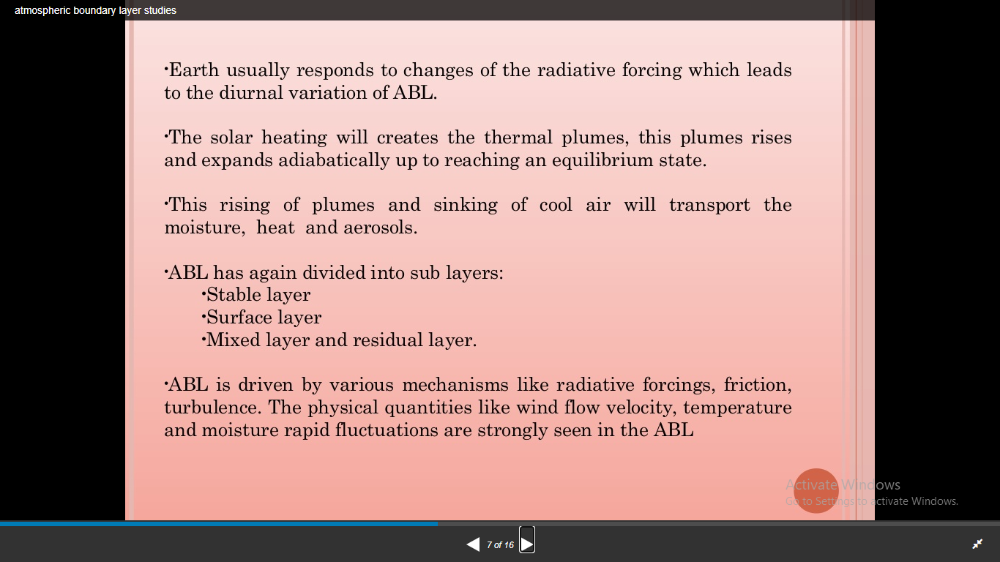 atmospheric boundary layer studies
•Earth usually responds to changes of the radiative forcing which leads
to the diurnal variation of ABL.
•The solar heating will creates the thermal plumes, this plumes rises
and expands adiabatically up to reaching an equilibrium state.
•This rising of plumes and sinking of cool air will transport the
moisture, heat and aerosols.
•ABL has again divided into sub layers:
•Stable layer
•Surface layer
•Mixed layer and residual layer.
•ABL is driven by various mechanisms like radiative forcings, friction,
turbulence. The physical quantities like wind flow velocity, temperature
and moisture rapid fluctuations are strongly seen in the ABL
Activate Windows
Go to Settings to activate Windows.
7 of 16